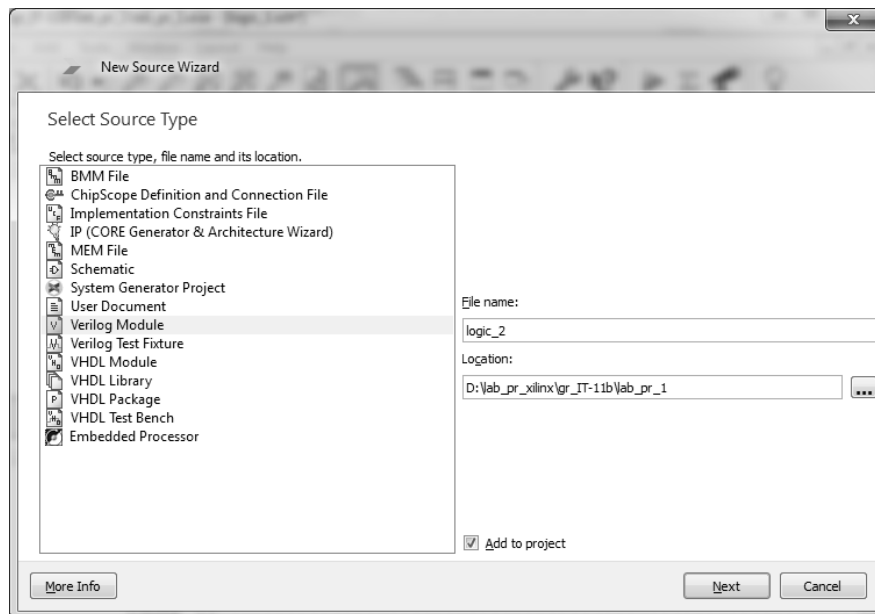 New Source Wizard
Select Source Type
Select source type, file name and its location.
BMM File
ChipScope Definition and Connection File
Implementation Constraints File
IP (CORE Generator & Architecture Wizard)
MEM File
Schematic
System Generator Project
User Document
Verilog Module
Verilog Test Fixture
VHDL Module
VHDL Library
VHDL Package
VHDL Test Bench
Embedded Processor
File name:
logic_2
Location:
D:\lab_pr_xilinx\gr_IT-11b\lab_pr_1
...
Add to project
More Info
Next
Cancel